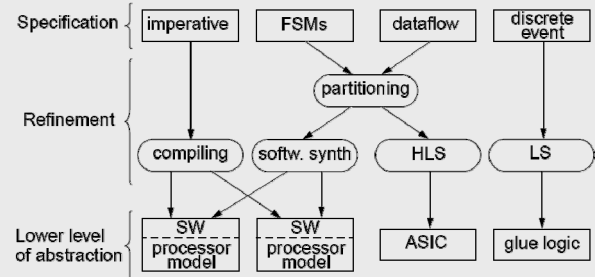 Specification
imperative
FSMs
dataflow
discrete
event
Refinement
partitioning
compiling
softw. synth
HLS
LS
Lower level
of abstraction
SW
processor
model
SW
processor
model
ASIC
glue logic